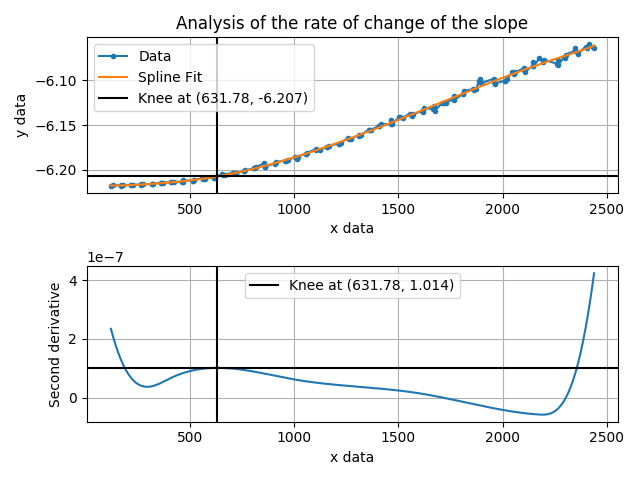 Analysis of the rate of change of the slope
Data
Spline Fit
Knee at (631.78, -6.207)
−6.10
−6.15
−6.20
y data
500
1000
1500
2000
2500
x data
1e−7
Knee at (631.78, 1.014)
4
2
0
Second derivative
500
1000
1500
2000
2500
x data